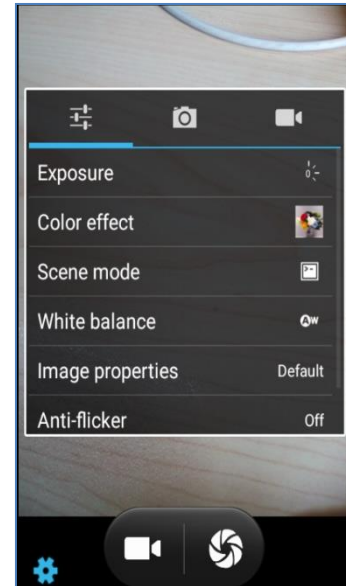 Exposure
Color effect
Scene mode
White balance
Image properties Default
Anti-flicker Off